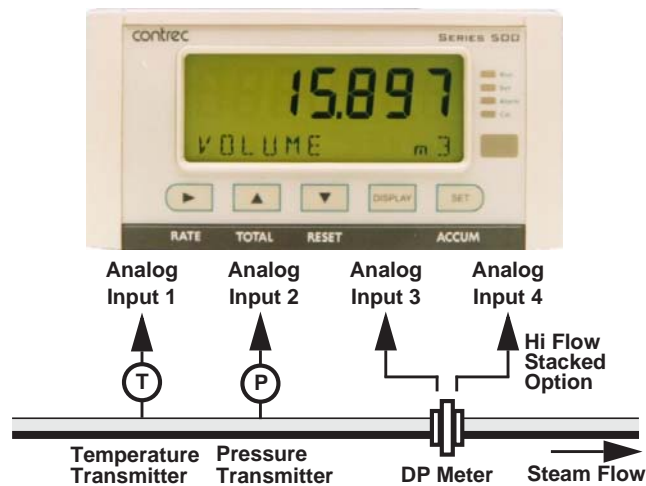 contrec SERIES 500
15.897
VOLUME m3
DISPLAY SET
RATE TOTAL RESET ACCUM
Analog Input 1
Analog Input 2
Analog Input 3
Analog Input 4
Hi Flow
Stacked
Option
T
P
Temperature
Transmitter
Pressure
Transmitter
DP Meter
Steam Flow